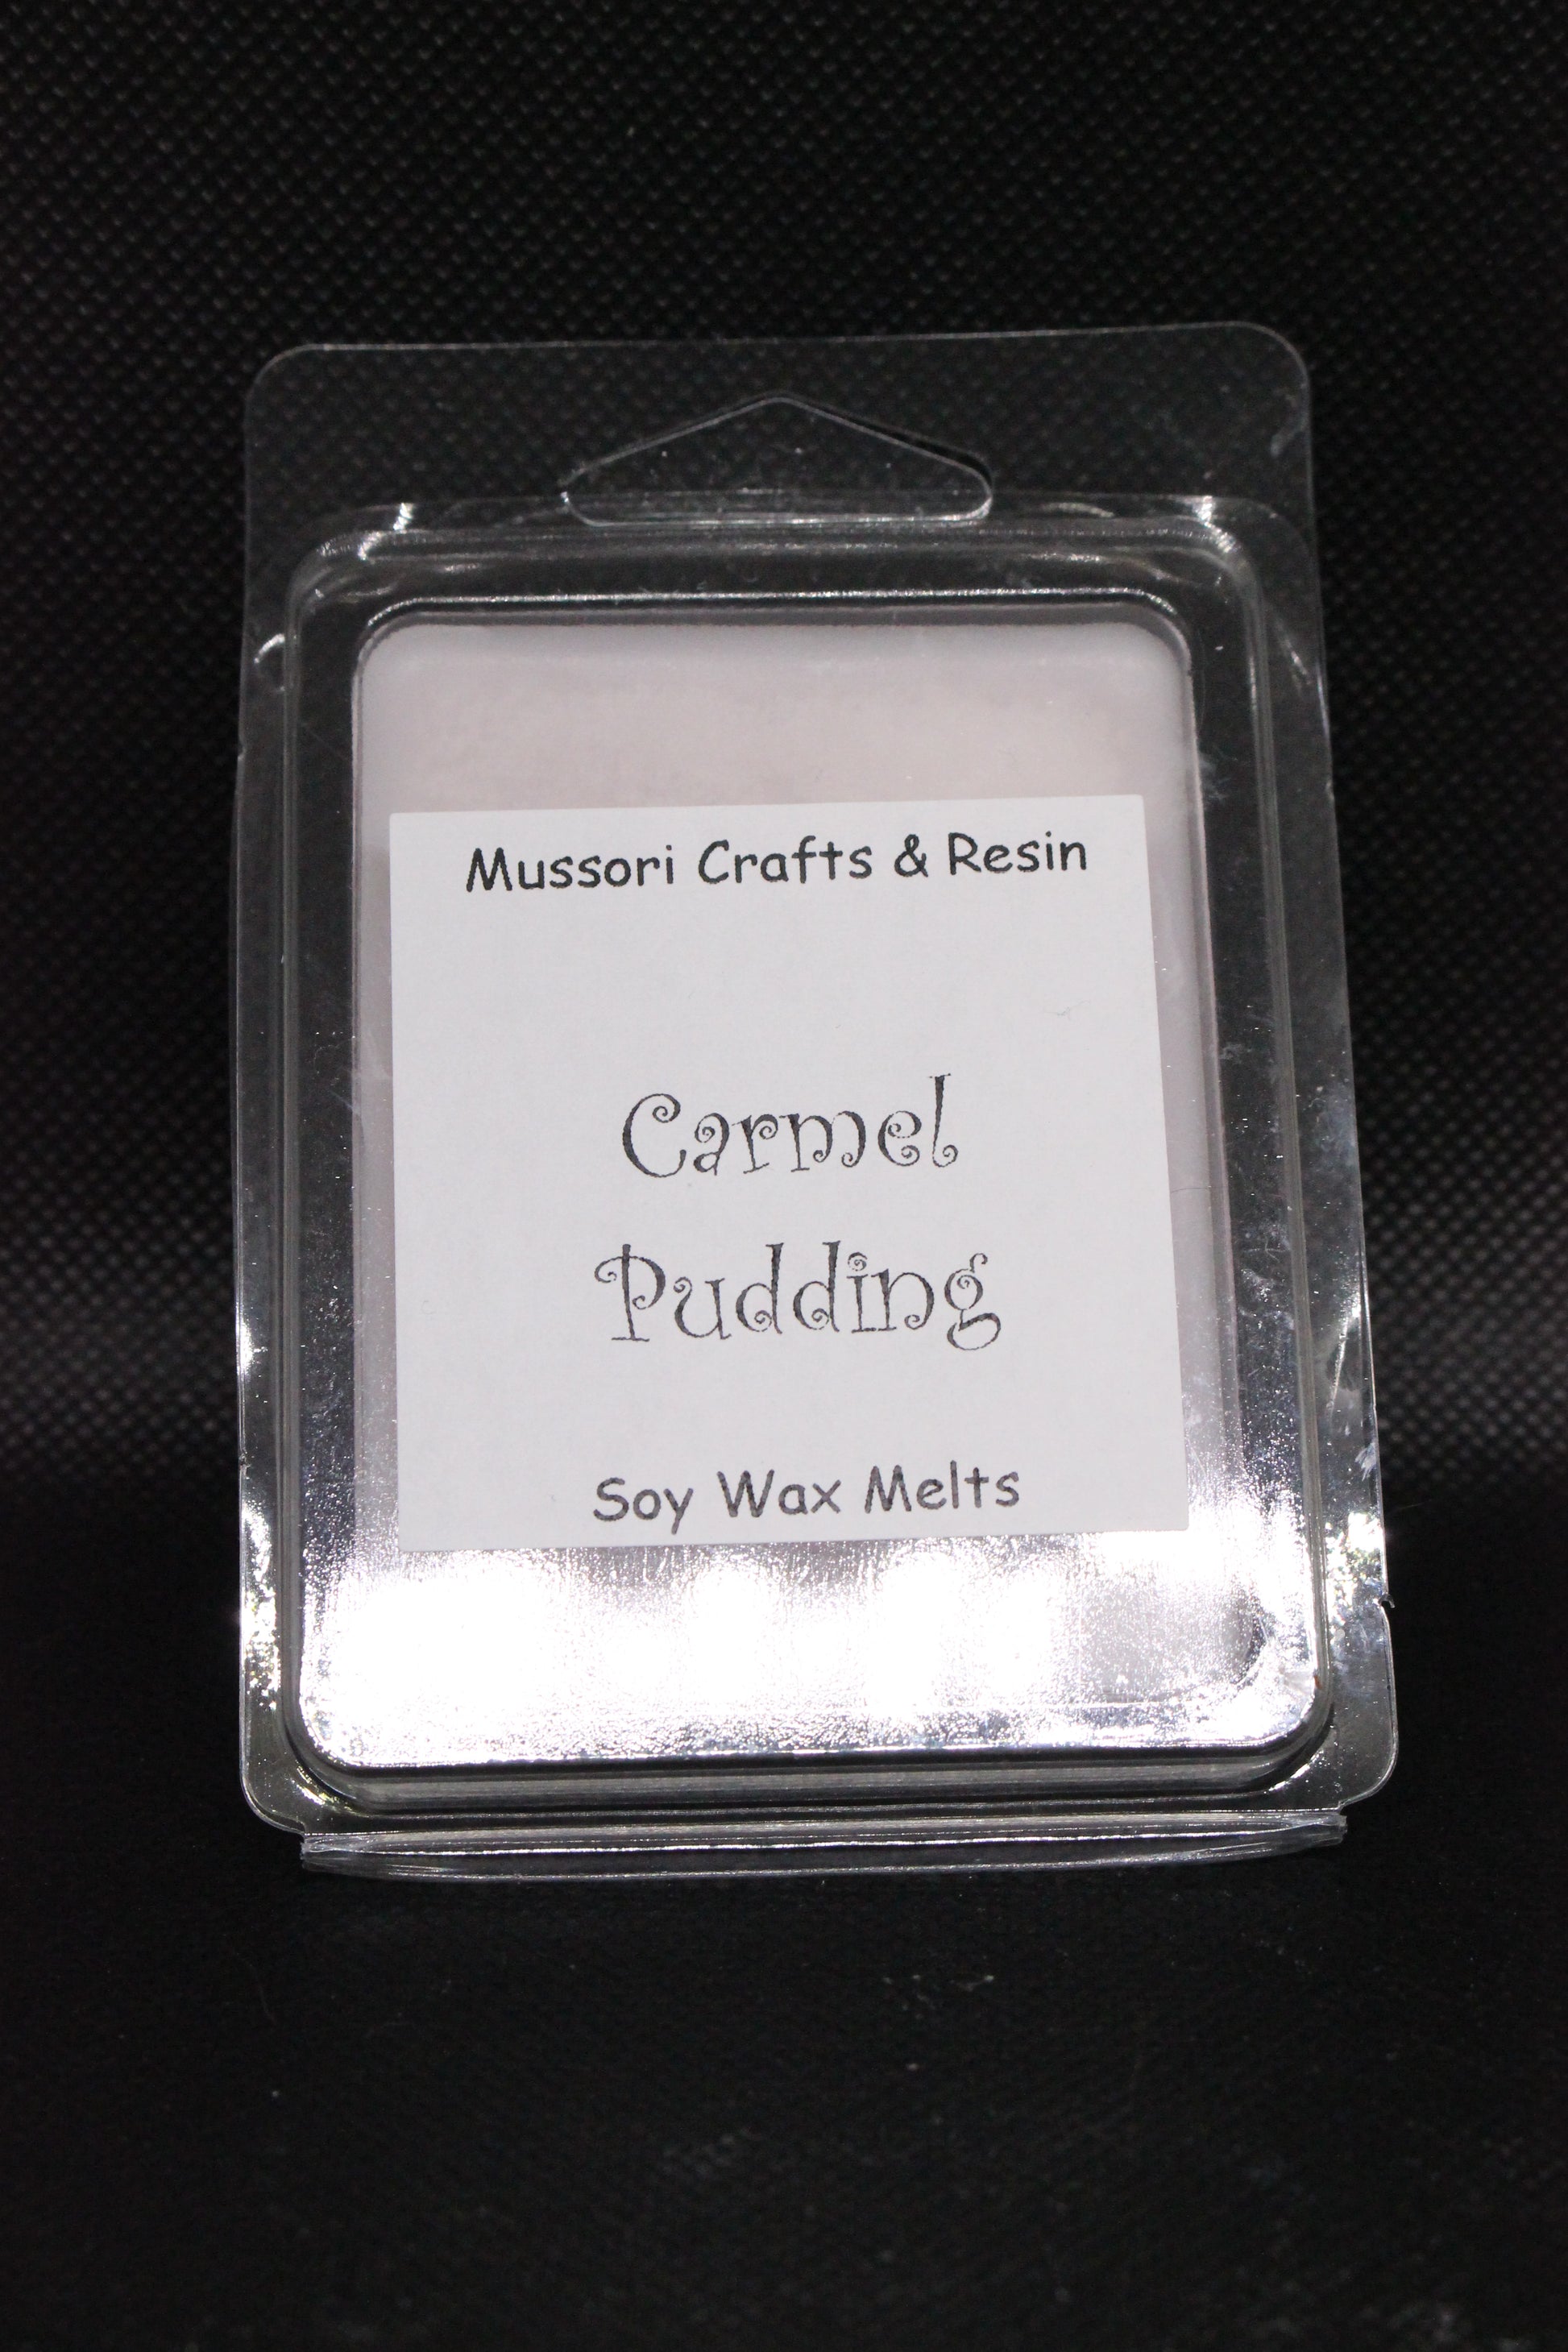 Mussori Crafts & Resin
Carmel
Pudding
Soy Wax Melts